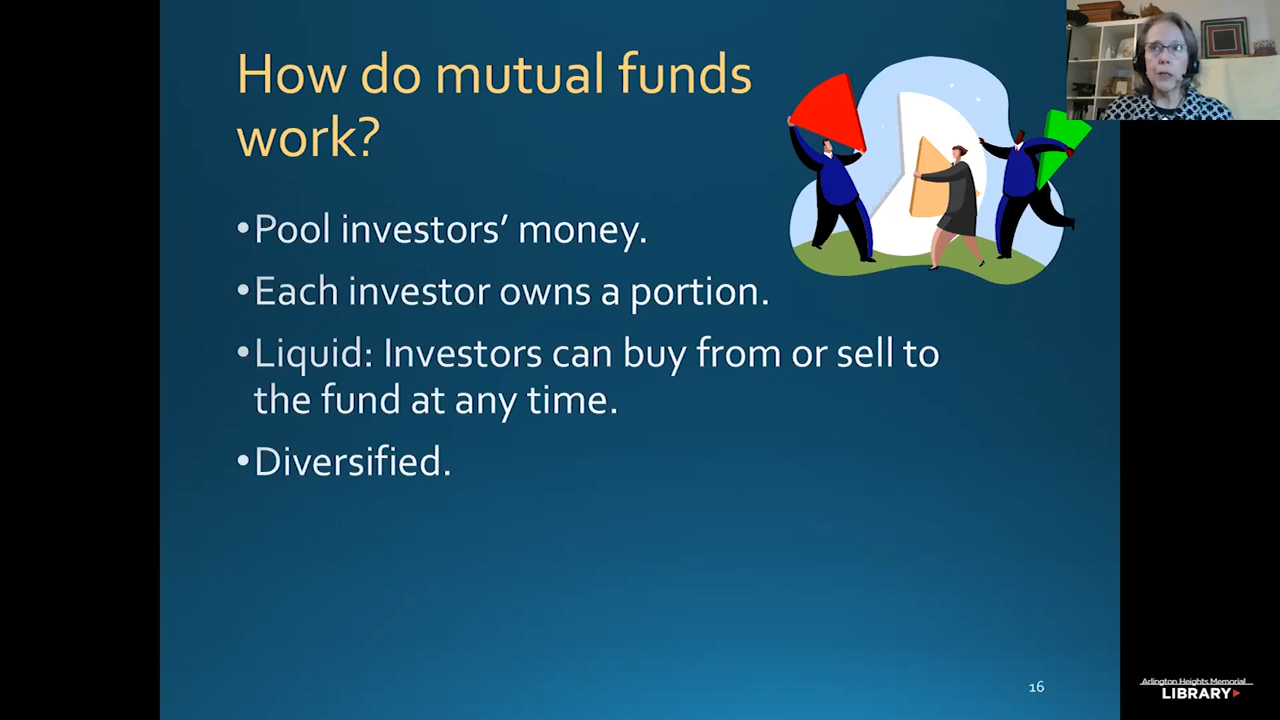 How do mutual funds
work?
•Pool investors’ money.
•Each investor owns a portion.
•Liquid: Investors can buy from or sell to
the fund at any time.
•Diversified.
16
Arlington Heights Memorial
LIBRARY